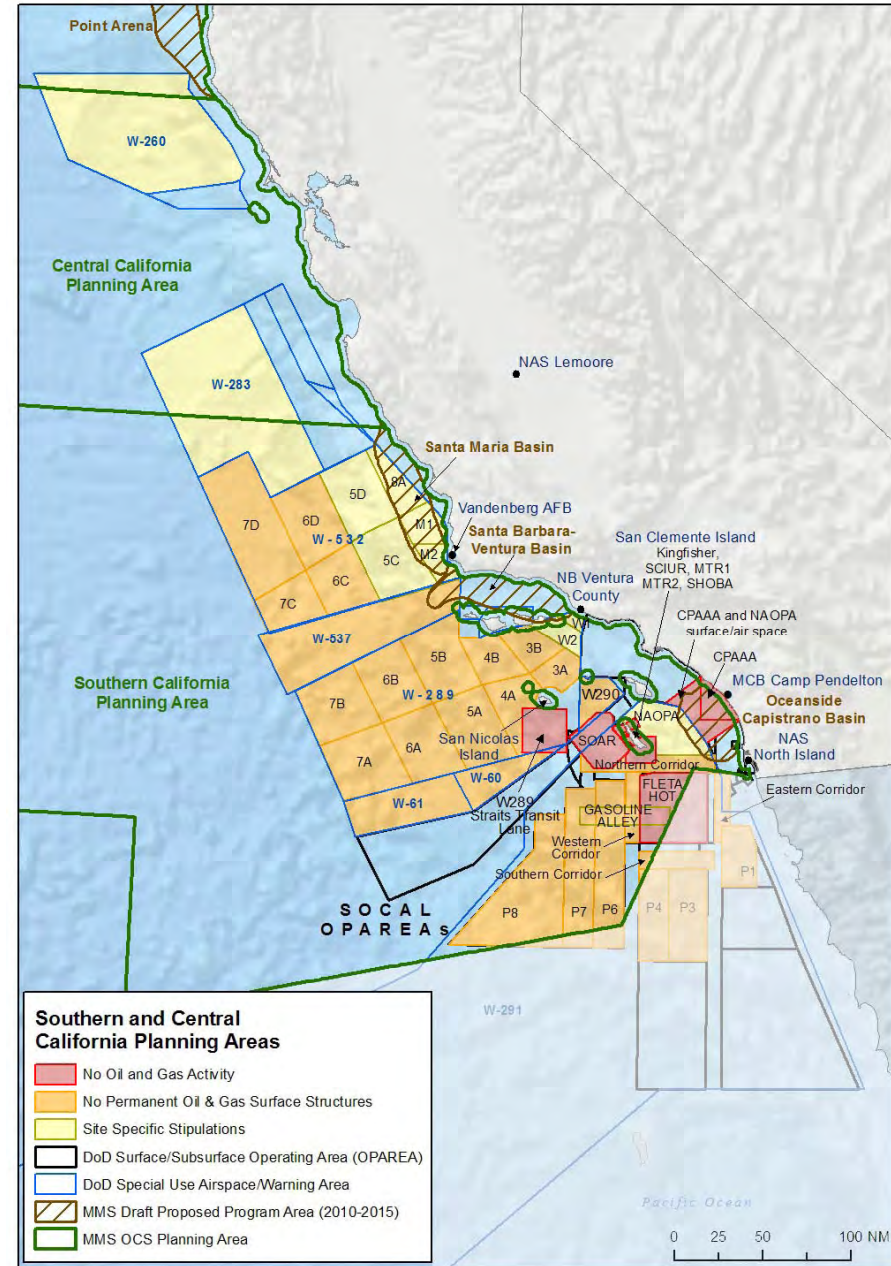 Point Arena
W-260
Central California
Planning Area
NAS Lemoore
W-283
Santa Maria Basin
8A
5D
Vandenberg AFB
7D
6D
M1
Santa Barbara-
Ventura Basin
San Clemente Island
Kingfisher,
SCIUR, MTR1
MTR2, SHOBA
W-532
M2
5C
6C
NB Ventura
County
7C
CPAAA and NAOPA
surface/air space
W1
W2
W-537
3B
CPAAA
5B
4B
3A
MCB Camp Pendelton
Southern California
Planning Area
6B
W-289
W290
Oceanside
Capistrano Basin
7B
4A
5A
NAOPA
San Nicolas
Island
SOAR
NAS
North Island
6A
7A
Northern Corridor
W-60
FLETA
HOT
Eastern Corridor
W-61
W289
Straits Transit
Lane
GASOLINE
ALLEY
Western
Corridor
Southern Corridor
P1
SOCAL
OPAREAs
P8
P7
P6
P4
P3
W-291
Southern and Central
California Planning Areas
No Oil and Gas Activity
No Permanent Oil & Gas Surface Structures
Site Specific Stipulations
DoD Surface/Subsurface Operating Area (OPAREA)
DoD Special Use Airspace/Warning Area
MMS Draft Proposed Program Area (2010-2015)
MMS OCS Planning Area
Pacific Ocean
0 25 50 100 NM